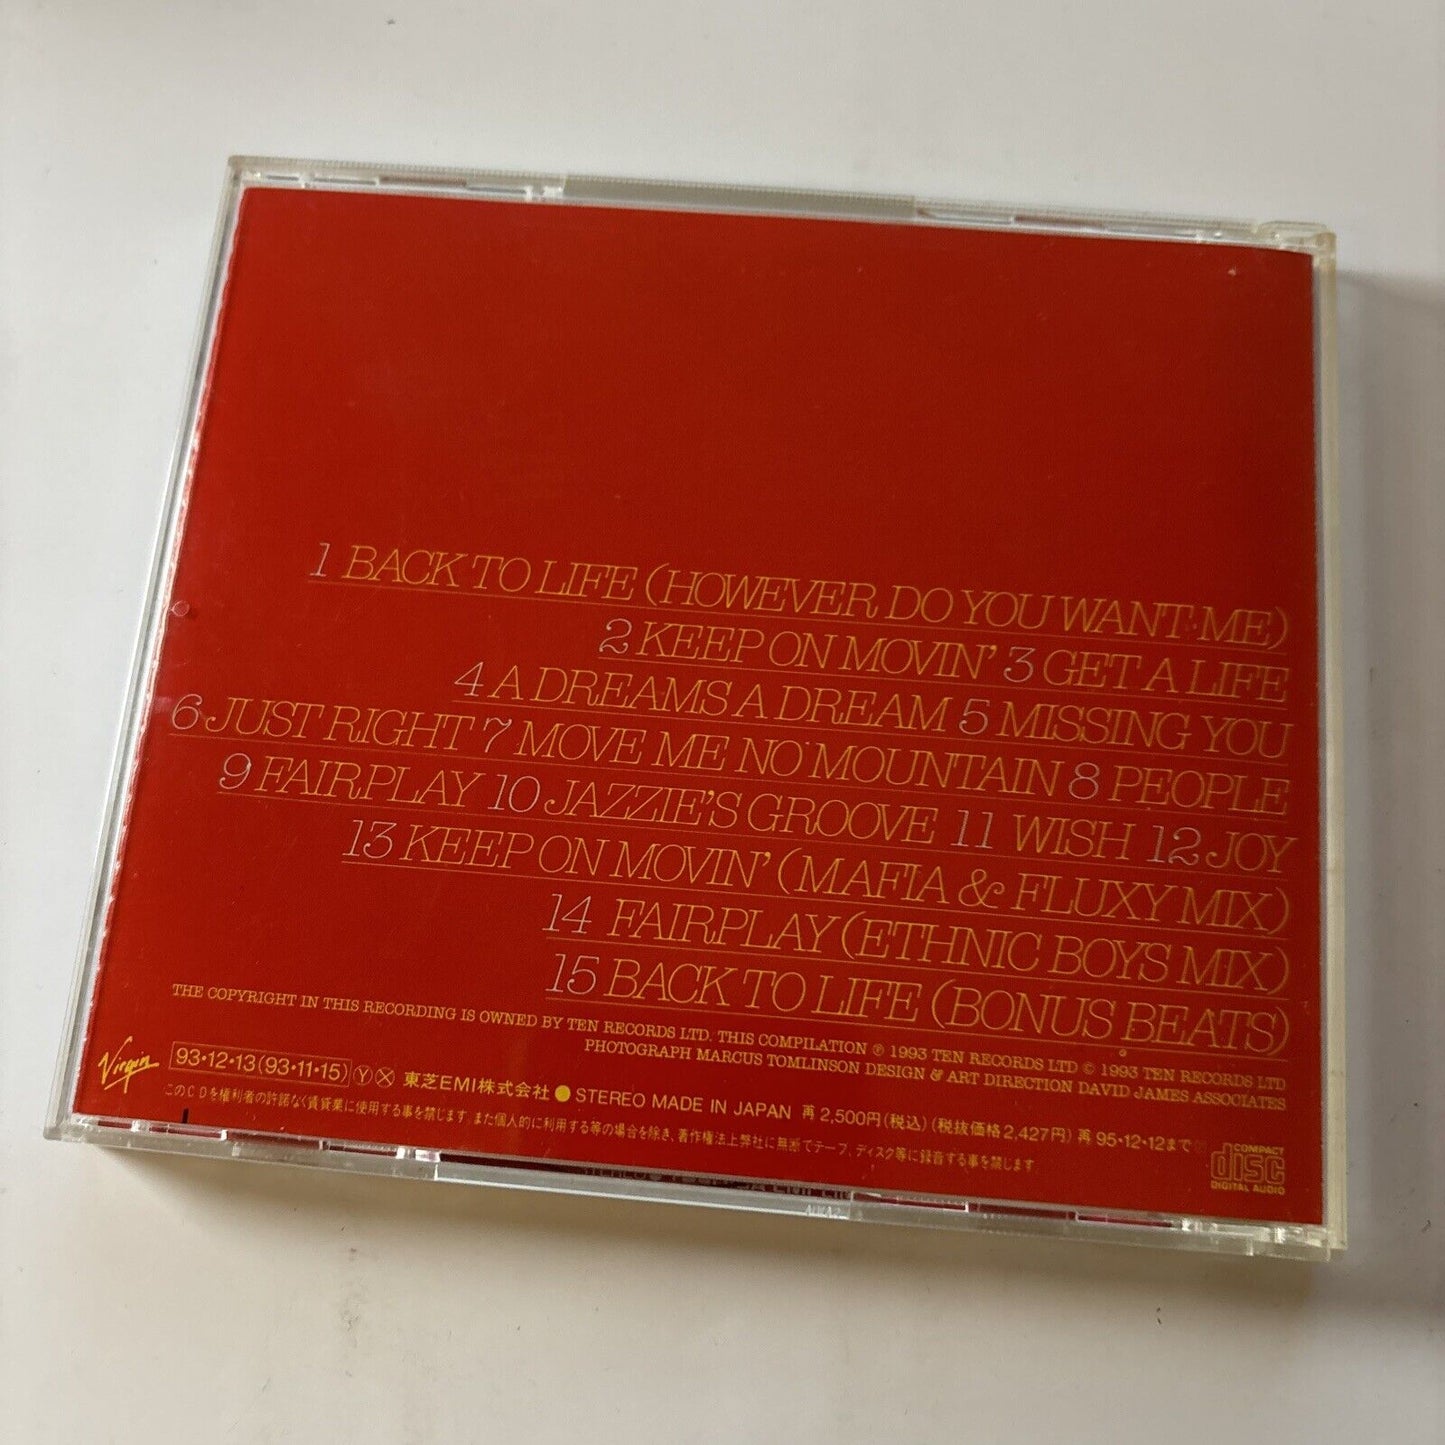 1 BACK TO LIFE (HOWEVER DO YOU WANT ME)
2 KEEP ON MOVIN' 3 GET A LIFE
4 A DREAMS A DREAM 5 MISSING YOU
6 JUST RIGHT 7 MOVE ME NO MOUNTAIN 8 PEOPLE
9 FAIRPLAY 10 JAZZIE'S GROOVE 11 WISH 12 JOY
13 KEEP ON MOVIN' (MAFIA & FLUXY MIX)
14 FAIRPLAY (ETHNIC BOYS MIX)
15 BACK TO LIFE (BONUS BEATS)
THE COPYRIGHT IN THIS RECORDING IS OWNED BY TEN RECORDS LTD. THIS COMPILATION ℗ 1993 TEN RECORDS LTD © 1993 TEN RECORDS LTD
PHOTOGRAPH MARCUS TOMLINSON DESIGN & ART DIRECTION DAVID JAMES ASSOCIATES
Virgin
93・12・13(93・11・15) Ⓨ Ⓧ 東芝EMI株式会社 ● STEREO MADE IN JAPAN 再 2,500円(税込) (税抜価格2,427円) 再 95・12・12まで
このCDを権利者の許諾なく賃貸業に使用する事を禁じます。また個人的に利用する等の場合を除き、著作権法上弊社に無断でテープ、ディスク等に録音する事を禁じます
COMPACT
disc
DIGITAL AUDIO